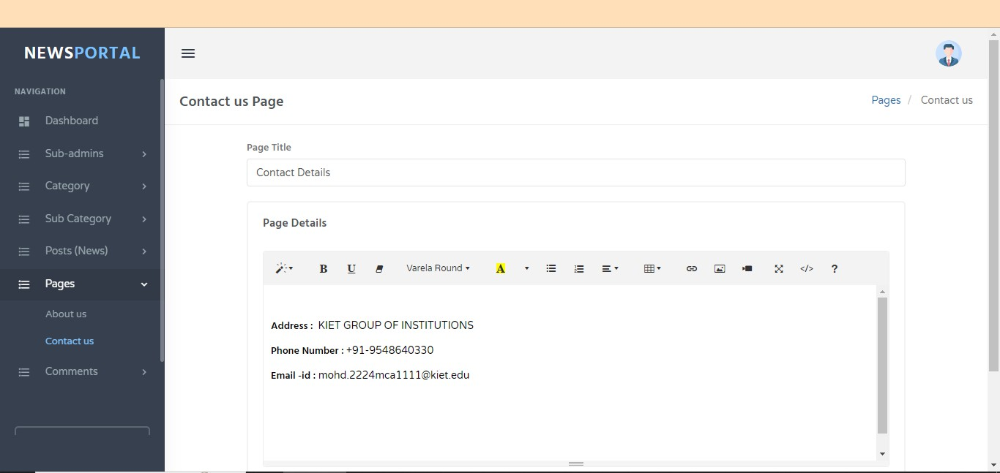 NEWSPORTAL
NAVIGATION
Dashboard
Sub-admins
Category
Sub Category
Posts (News)
Pages
About us
Contact us
Comments
Contact us Page
Pages / Contact us
Page Title
Contact Details
Page Details
B U Varela Round A </> ?
Address : KIET GROUP OF INSTITUTIONS
Phone Number : +91-9548640330
Email -id : mohd.2224mca1111@kiet.edu